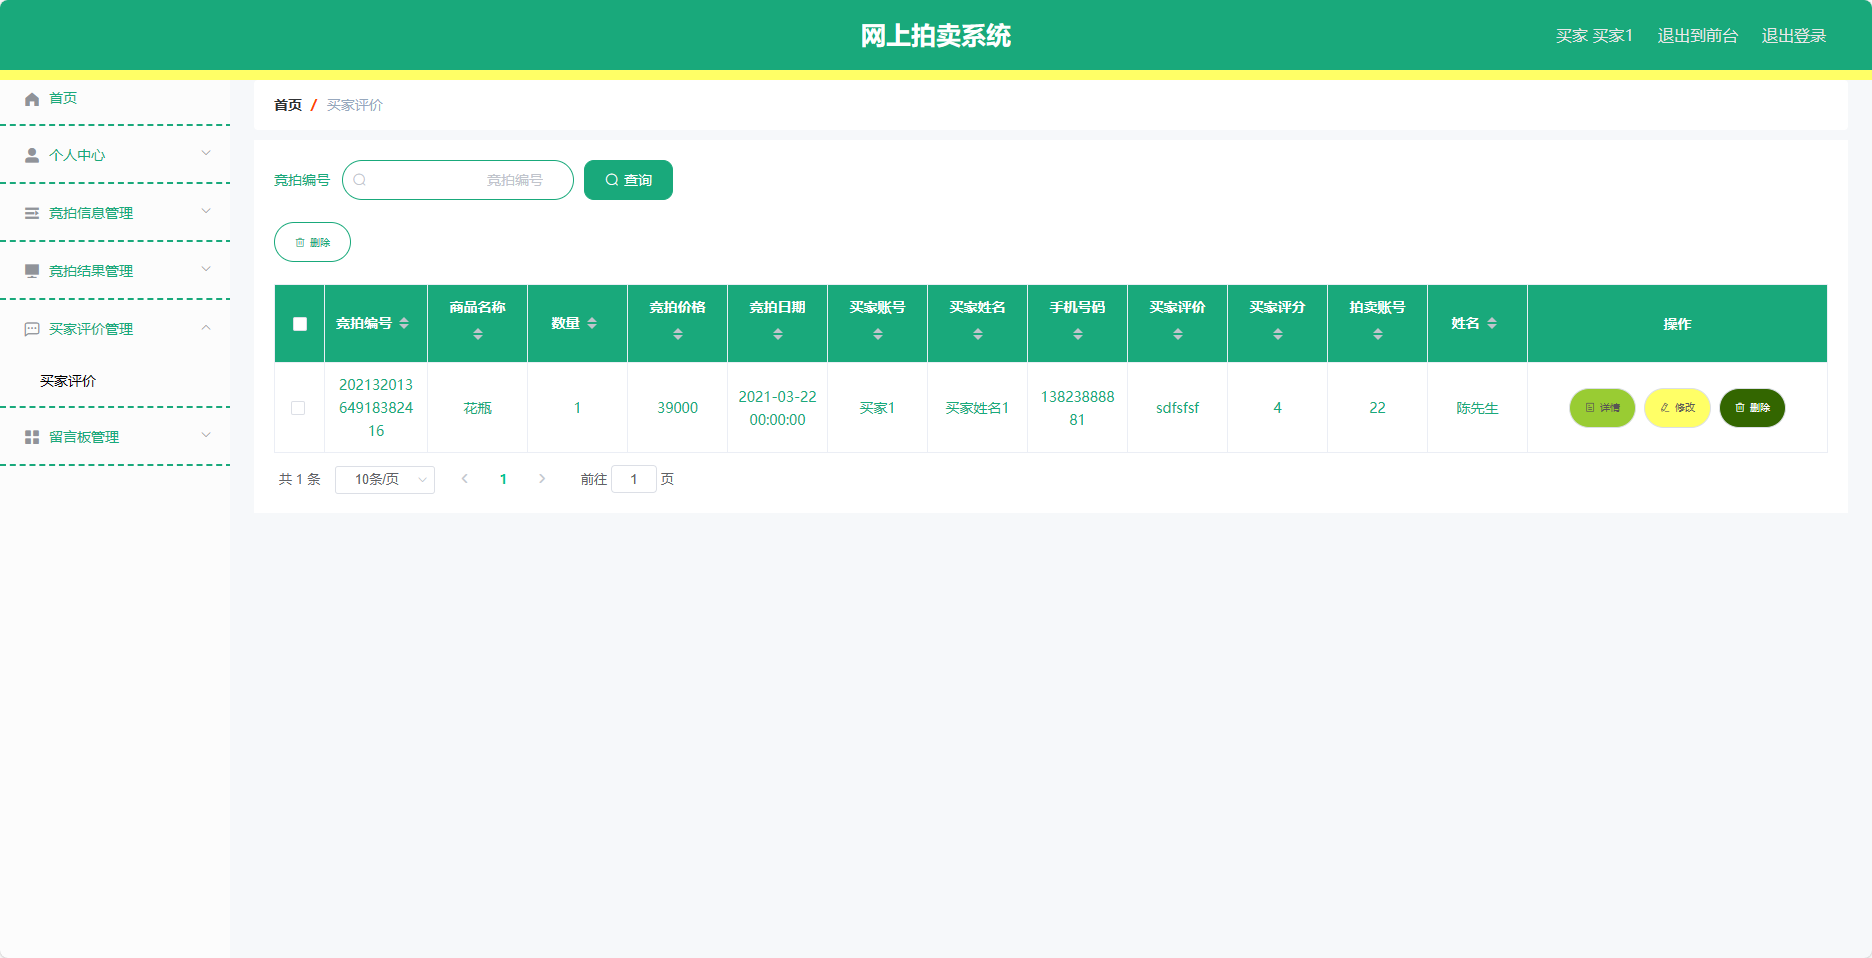 网上拍卖系统
买家 买家1 退出到前台 退出登录
首页
个人中心
竞拍信息管理
竞拍结果管理
买家评价管理
买家评价
留言板管理
首页 / 买家评价
竞拍编号 竞拍编号 查询
删除
竞拍编号 商品名称 数量 竞拍价格 竞拍日期 买家账号 买家姓名 手机号码 买家评价 买家评分 拍卖账号 姓名 操作
202132013
649183824
16
花瓶
1
39000
2021-03-22
00:00:00
买家1
买家姓名1
138238888
81
sdfsfsf
4
22
陈先生
详情 修改 删除
共 1 条 10条/页 1 前往 1 页